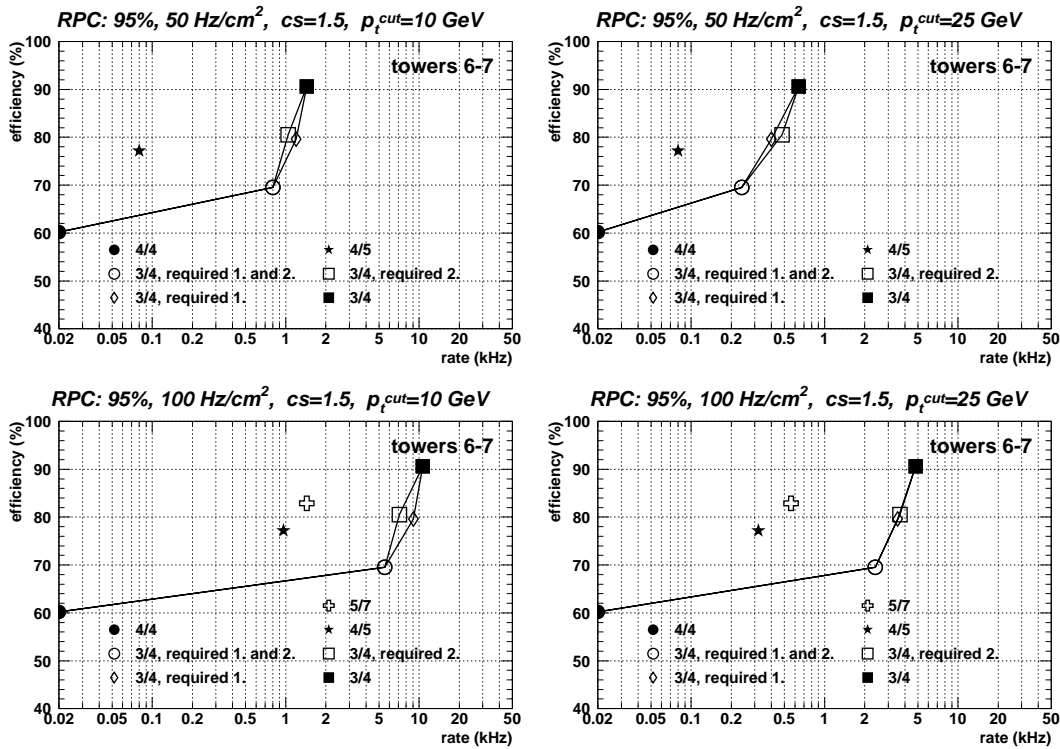 RPC: 95%, 50 Hz/cm², cs=1.5, pₜᶜᵘᵗ=10 GeV
efficiency (%)
100
90
80
70
60
50
40
towers 6-7
4/4
4/5
3/4, required 1. and 2.
3/4, required 2.
3/4, required 1.
3/4
0.02 0.05 0.1 0.2 0.5 1 2 5 10 20 50
rate (kHz)
RPC: 95%, 50 Hz/cm², cs=1.5, pₜᶜᵘᵗ=25 GeV
efficiency (%)
100
90
80
70
60
50
40
towers 6-7
4/4
4/5
3/4, required 1. and 2.
3/4, required 2.
3/4, required 1.
3/4
0.02 0.05 0.1 0.2 0.5 1 2 5 10 20 50
rate (kHz)
RPC: 95%, 100 Hz/cm², cs=1.5, pₜᶜᵘᵗ=10 GeV
efficiency (%)
100
90
80
70
60
50
40
towers 6-7
5/7
4/4
4/5
3/4, required 1. and 2.
3/4, required 2.
3/4, required 1.
3/4
0.02 0.05 0.1 0.2 0.5 1 2 5 10 20 50
rate (kHz)
RPC: 95%, 100 Hz/cm², cs=1.5, pₜᶜᵘᵗ=25 GeV
efficiency (%)
100
90
80
70
60
50
40
towers 6-7
5/7
4/4
4/5
3/4, required 1. and 2.
3/4, required 2.
3/4, required 1.
3/4
0.02 0.05 0.1 0.2 0.5 1 2 5 10 20 50
rate (kHz)